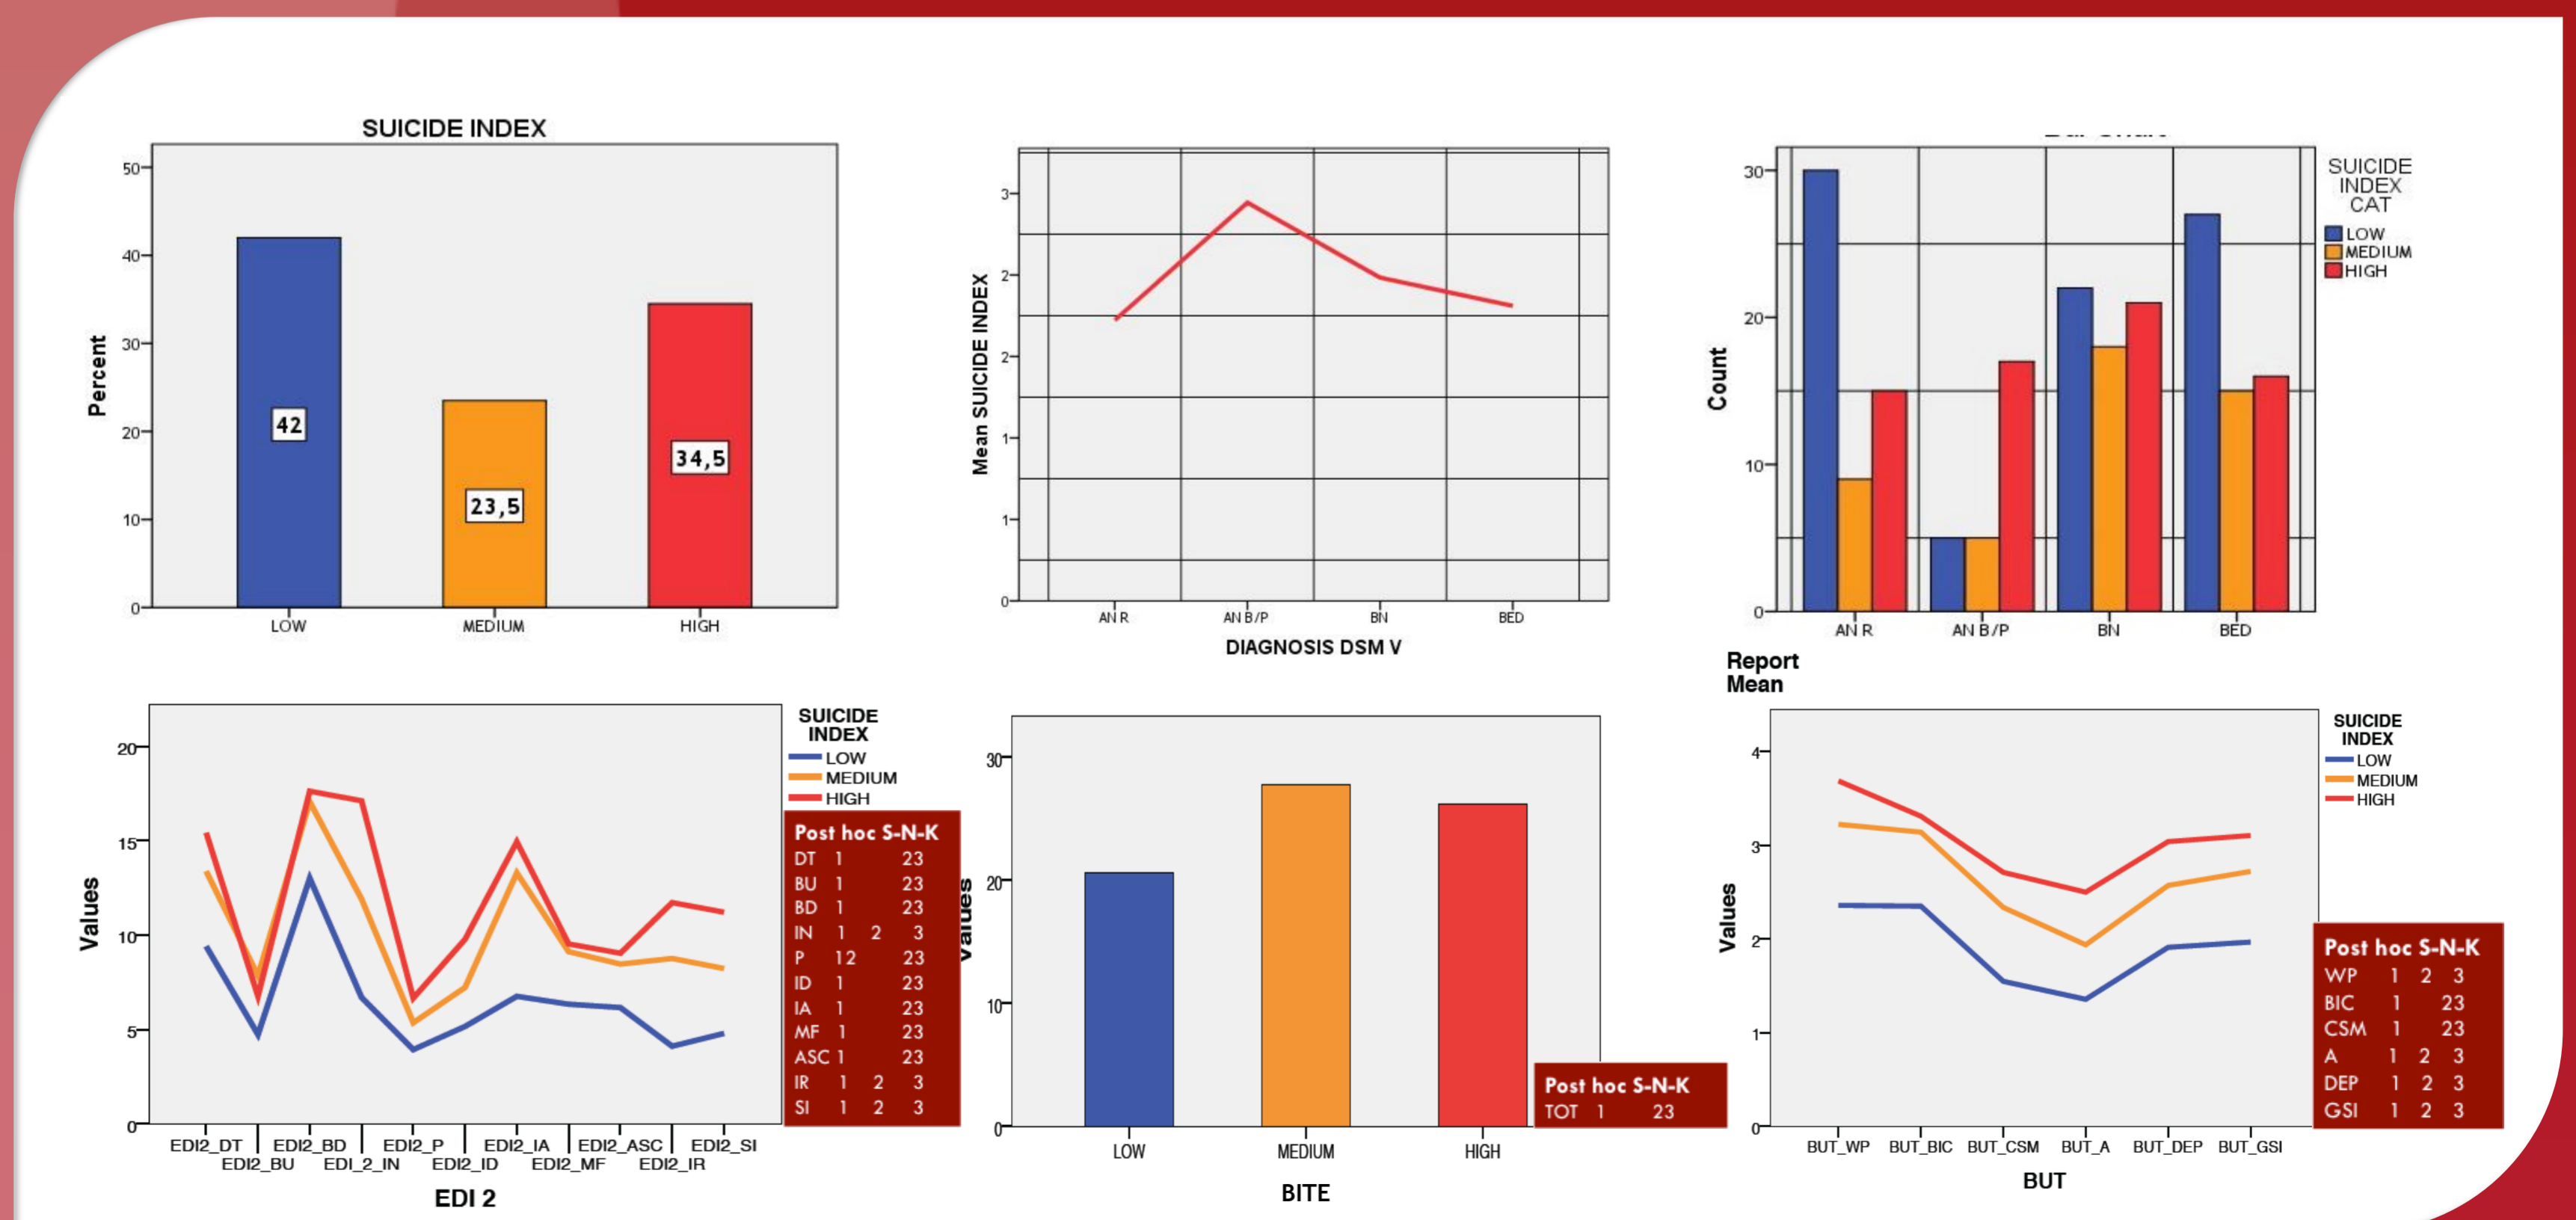 SUICIDE INDEX
Percent
50
40
30
20
10
0
42
23,5
34,5
LOW MEDIUM HIGH
Mean SUICIDE INDEX
3
2
2
1
1
0
AN R AN B/P BN BED
DIAGNOSIS DSM V
Count
30
20
10
0
AN R AN B/P BN BED
SUICIDE
INDEX
CAT
LOW
MEDIUM
HIGH
Report
Mean
Values
20
15
10
5
0
EDI2_DT EDI2_BD EDI2_P EDI2_IA EDI2_ASC EDI2_SI
EDI2_BU EDI_2_IN EDI2_ID EDI2_MF EDI2_IR
EDI 2
SUICIDE
INDEX
LOW
MEDIUM
HIGH
Post hoc S-N-K
DT 1 23
BU 1 23
BD 1 23
IN 1 2 3
P 12 23
ID 1 23
IA 1 23
MF 1 23
ASC 1 23
IR 1 2 3
SI 1 2 3
Values
30
20
10
0
LOW MEDIUM HIGH
BITE
Post hoc S-N-K
TOT 1 23
Values
4
3
2
1
0
BUT_WP BUT_BIC BUT_CSM BUT_A BUT_DEP BUT_GSI
BUT
SUICIDE
INDEX
LOW
MEDIUM
HIGH
Post hoc S-N-K
WP 1 2 3
BIC 1 23
CSM 1 23
A 1 2 3
DEP 1 2 3
GSI 1 2 3